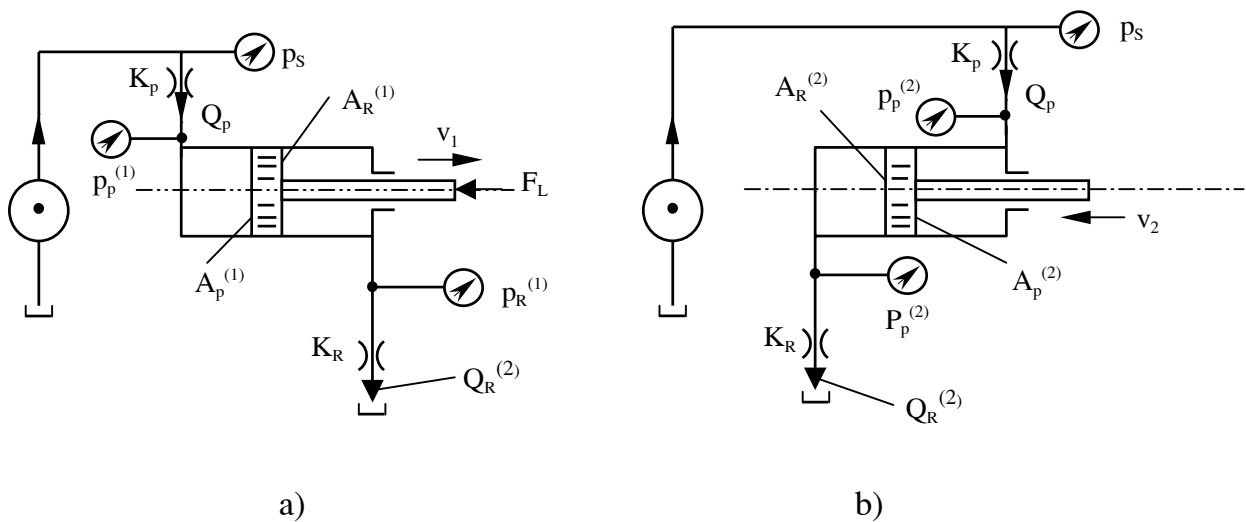 p_S
K_p
A_R^(1)
Q_p
v_1
p_p^(1)
F_L
A_p^(1)
p_R^(1)
K_R
Q_R^(2)
a)
p_S
K_p
A_R^(2)
p_p^(2)
Q_p
v_2
A_p^(2)
P_p^(2)
K_R
Q_R^(2)
b)